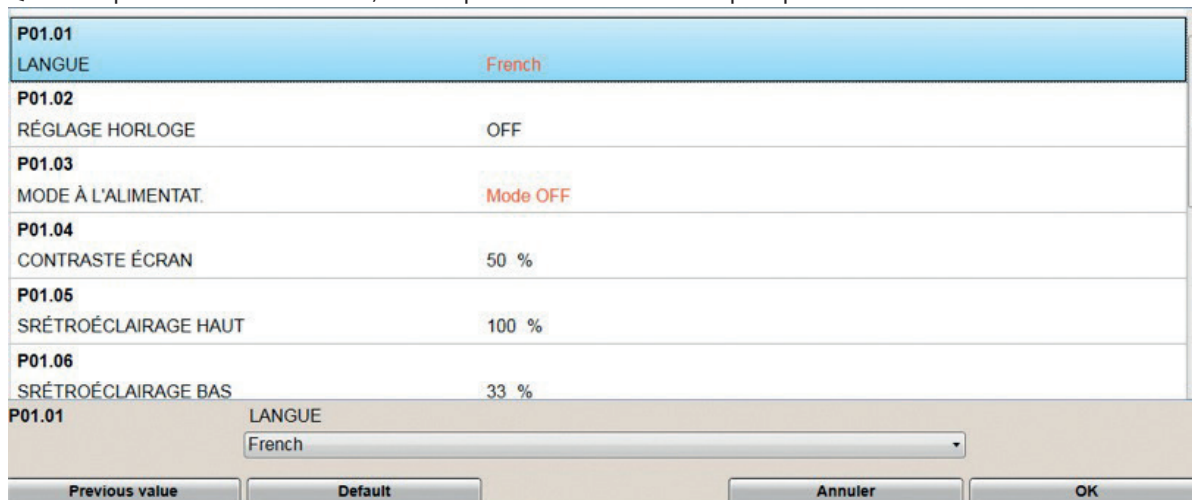 P01.01
LANGUE French
P01.02
RÉGLAGE HORLOGE OFF
P01.03
MODE À L'ALIMENTAT. Mode OFF
P01.04
CONTRASTE ÉCRAN 50 %
P01.05
SRÉTROÉCLAIRAGE HAUT 100 %
P01.06
SRÉTROÉCLAIRAGE BAS 33 %
P01.01 LANGUE
French
Previous value Default Annuler OK